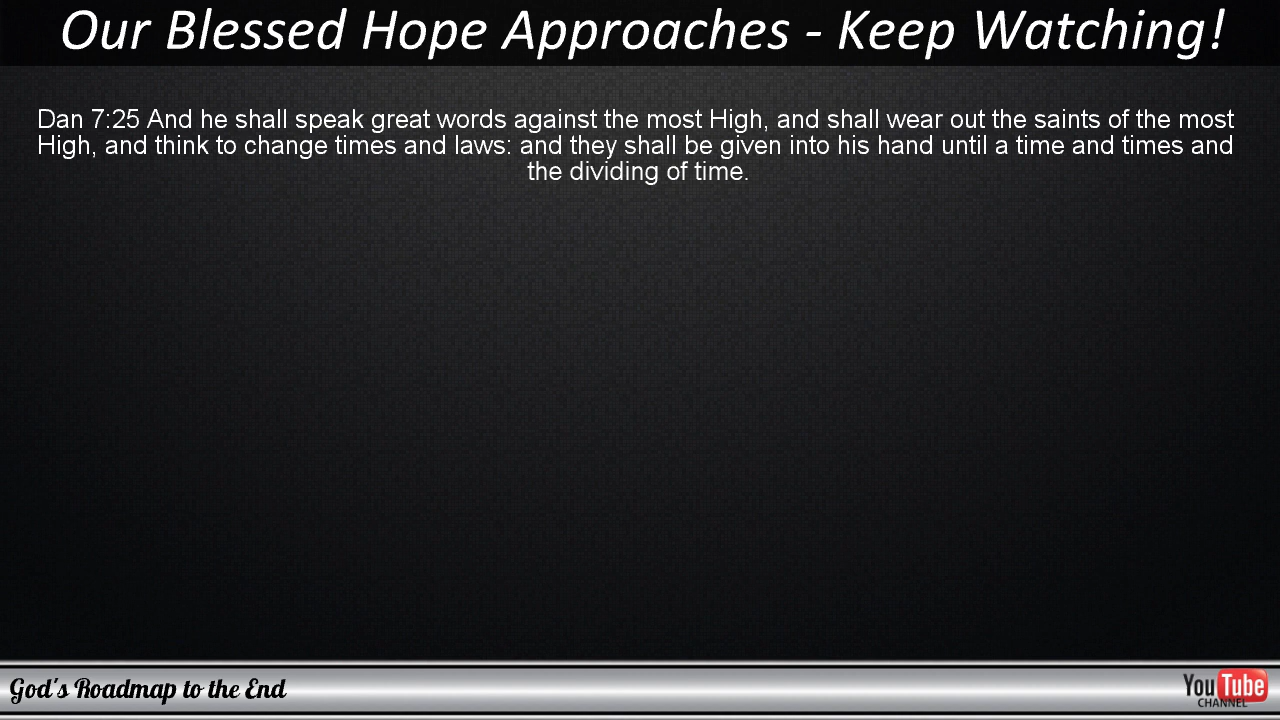 Our Blessed Hope Approaches - Keep Watching!
Dan 7:25 And he shall speak great words against the most High, and shall wear out the saints of the most
High, and think to change times and laws: and they shall be given into his hand until a time and times and
the dividing of time.
God's Roadmap to the End
YouTube
CHANNEL